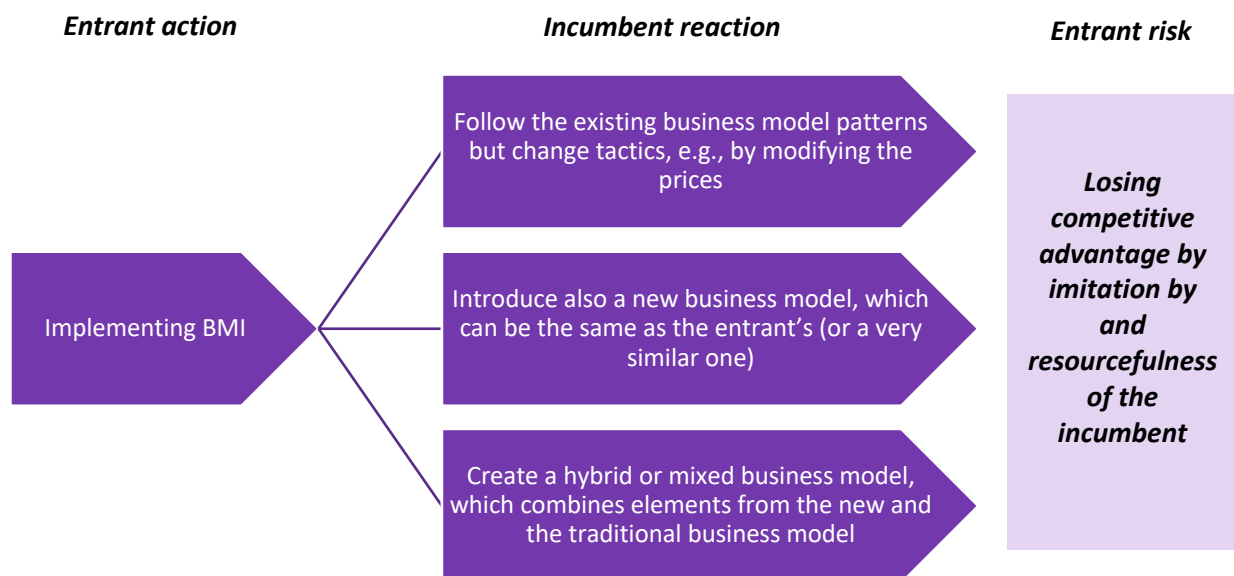 Entrant action
Incumbent reaction
Entrant risk
Implementing BMI
Follow the existing business model patterns
but change tactics, e.g., by modifying the
prices
Introduce also a new business model, which
can be the same as the entrant's (or a very
similar one)
Create a hybrid or mixed business model,
which combines elements from the new and
the traditional business model
Losing
competitive
advantage by
imitation by
and
resourcefulness
of the
incumbent